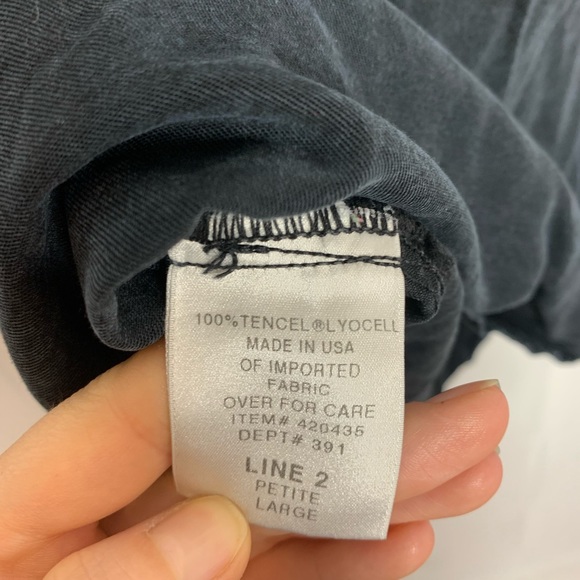 100%TENCEL®LYOCELL
MADE IN USA
OF IMPORTED
FABRIC
OVER FOR CARE
ITEM# 420435
DEPT# 391
LINE 2
PETITE
LARGE